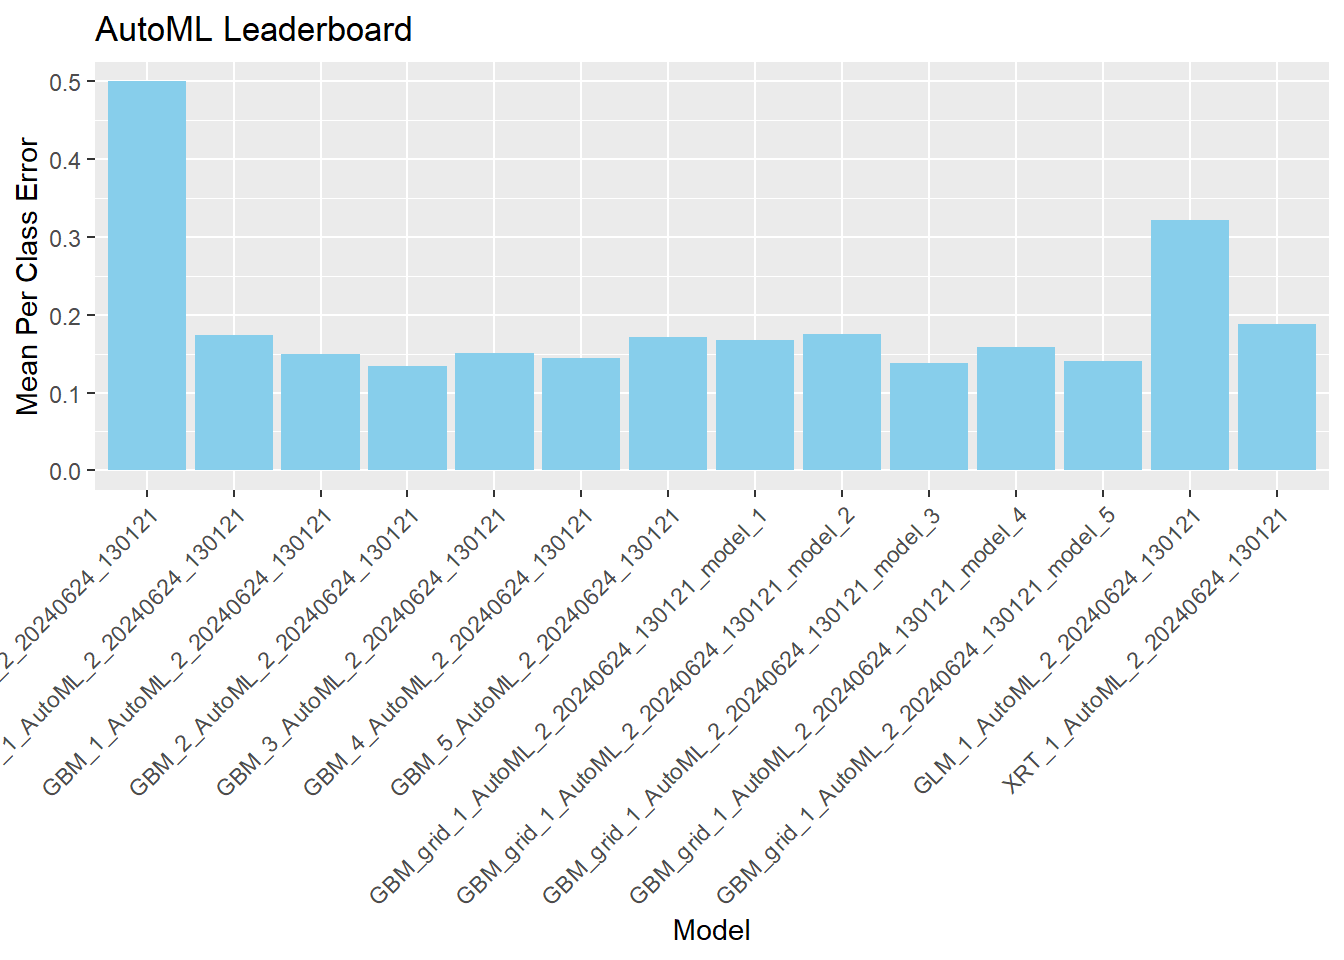 AutoML Leaderboard
Mean Per Class Error
0.5
0.4
0.3
0.2
0.1
0.0
_2_20240624_130121
_1_AutoML_2_20240624_130121
GBM_1_AutoML_2_20240624_130121
GBM_2_AutoML_2_20240624_130121
GBM_3_AutoML_2_20240624_130121
GBM_4_AutoML_2_20240624_130121
GBM_5_AutoML_2_20240624_130121
GBM_grid_1_AutoML_2_20240624_130121_model_1
GBM_grid_1_AutoML_2_20240624_130121_model_2
GBM_grid_1_AutoML_2_20240624_130121_model_3
GBM_grid_1_AutoML_2_20240624_130121_model_4
GBM_grid_1_AutoML_2_20240624_130121_model_5
GLM_1_AutoML_2_20240624_130121
XRT_1_AutoML_2_20240624_130121
Model